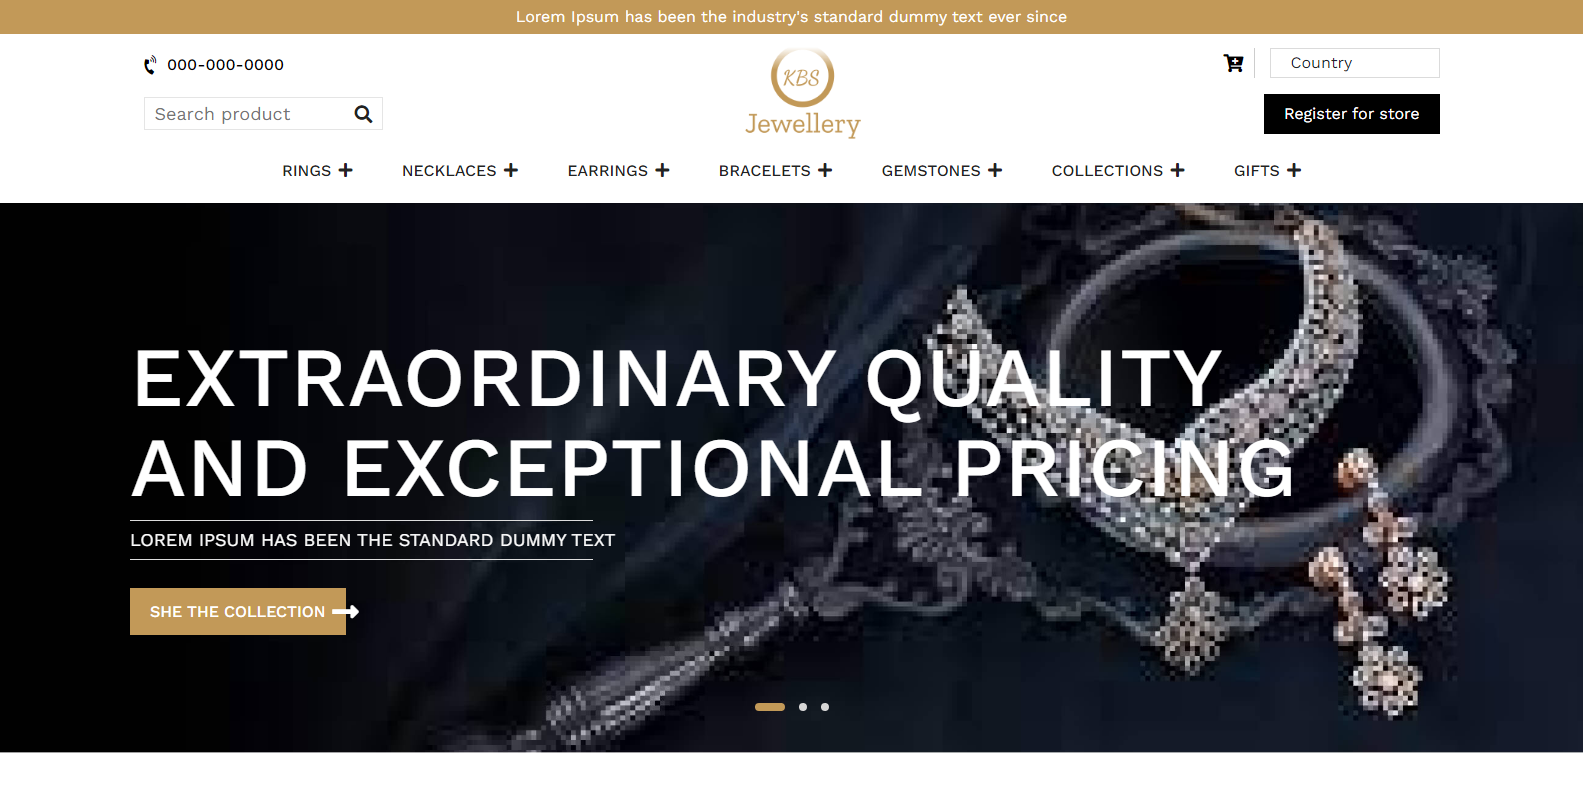 Lorem Ipsum has been the industry's standard dummy text ever since
000-000-0000
Search product
KBS
Jewellery
Country
Register for store
RINGS
NECKLACES
EARRINGS
BRACELETS
GEMSTONES
COLLECTIONS
GIFTS
EXTRAORDINARY QUALITY
AND EXCEPTIONAL PRICING
LOREM IPSUM HAS BEEN THE STANDARD DUMMY TEXT
SHE THE COLLECTION